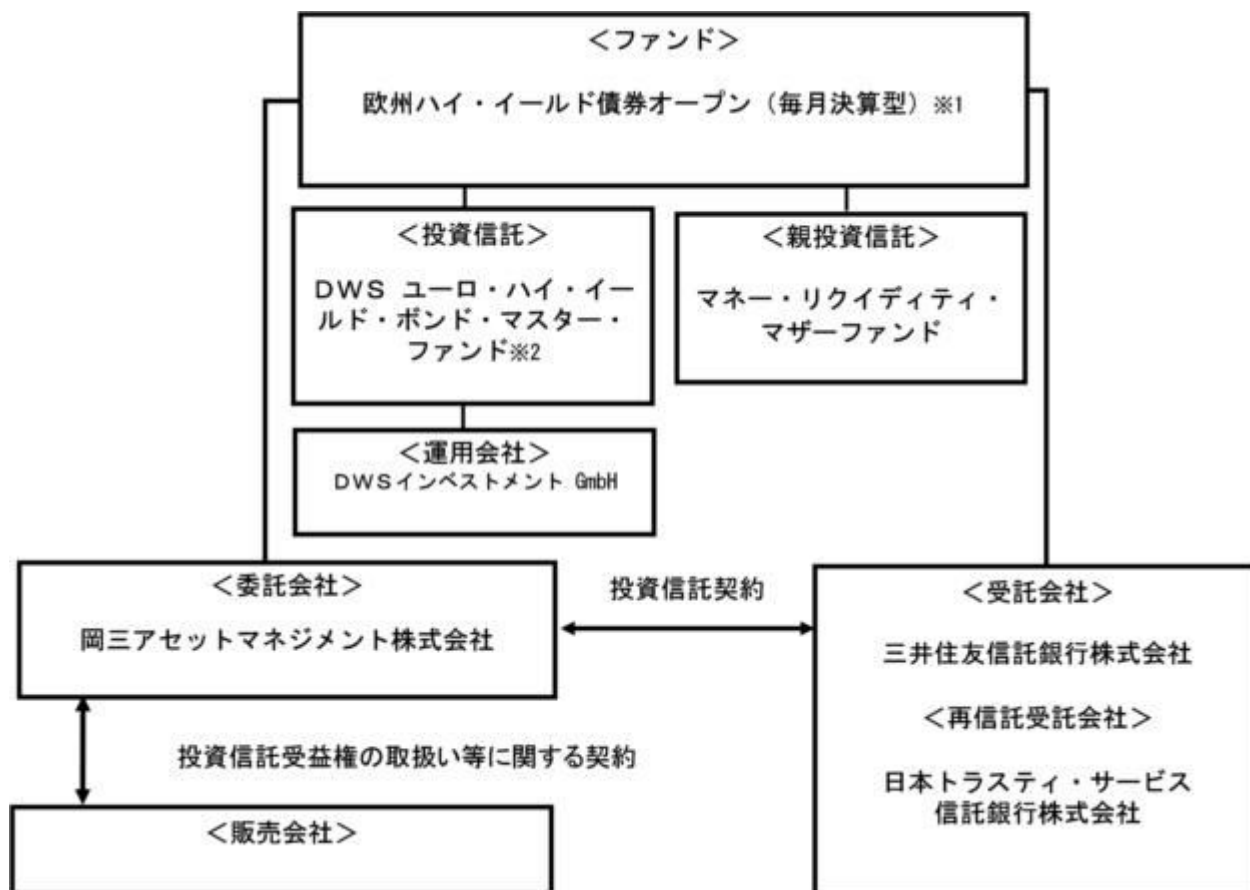 ＜ファンド＞
欧州ハイ・イールド債券オープン（毎月決算型）※1
＜投資信託＞
ＤＷＳ ユーロ・ハイ・イー
ルド・ボンド・マスター・
ファンド※2
＜親投資信託＞
マネー・リクイディティ・
マザーファンド
＜運用会社＞
ＤＷＳインベストメント GmbH
＜委託会社＞
岡三アセットマネジメント株式会社
投資信託契約
＜受託会社＞
三井住友信託銀行株式会社
＜再信託受託会社＞
日本トラスティ・サービス
信託銀行株式会社
投資信託受益権の取扱い等に関する契約
＜販売会社＞